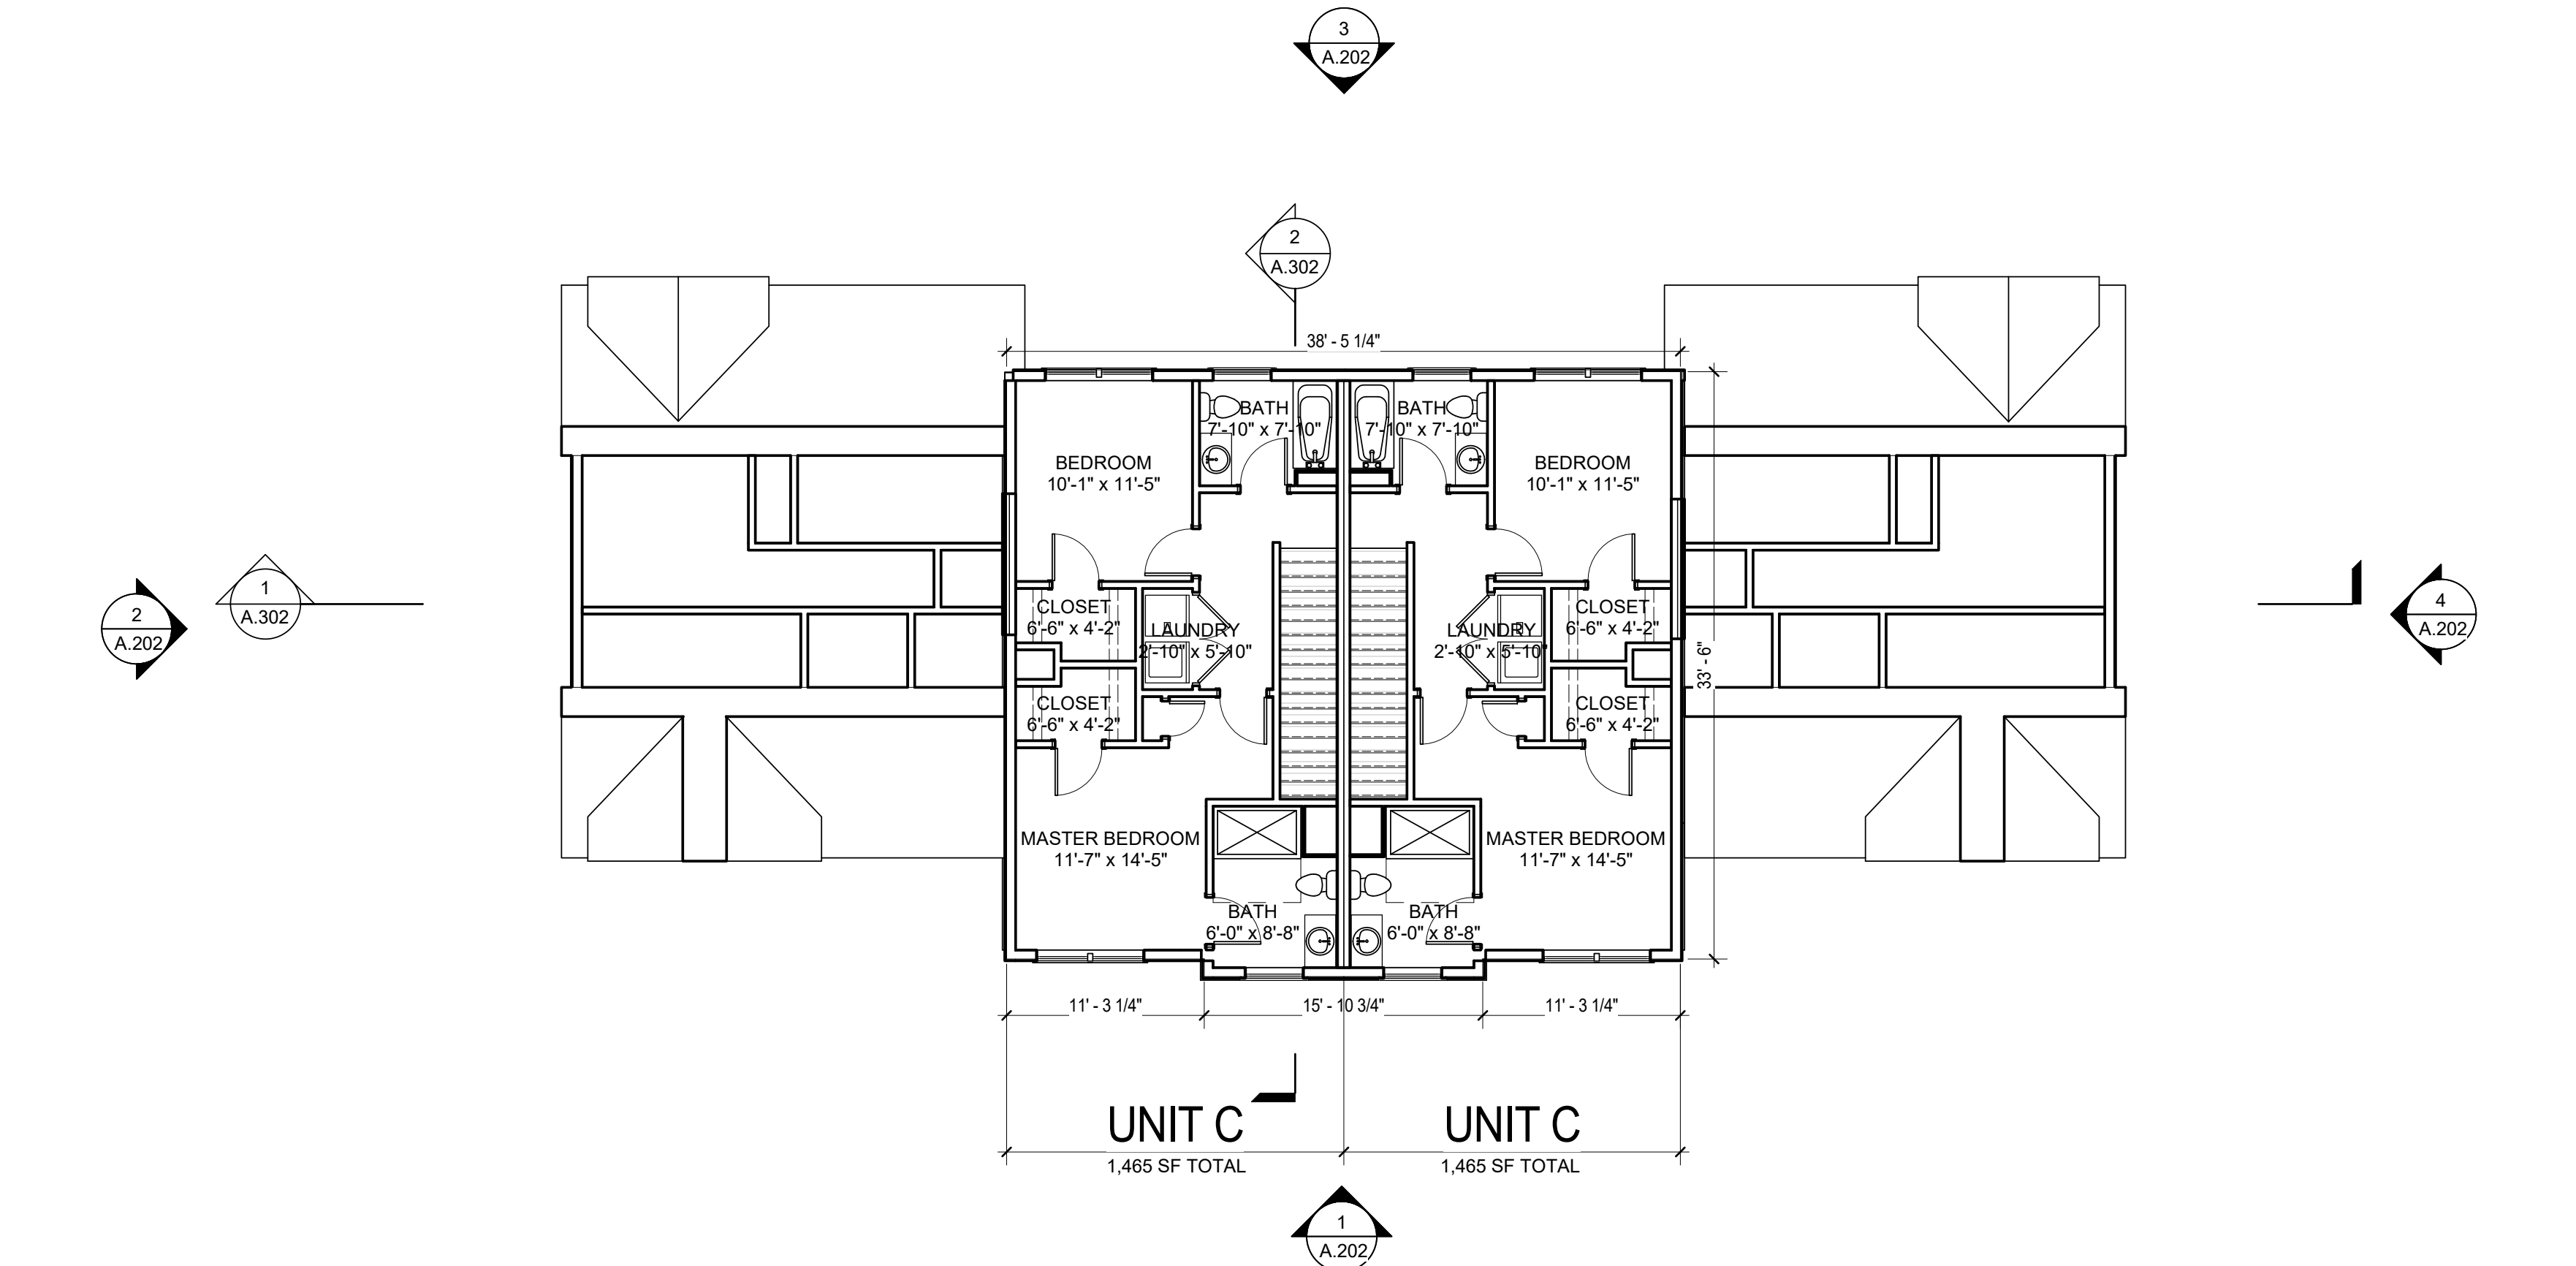 3
A.202
2
A.302
38' - 5 1/4"
BATH
7'-10" x 7'-10"
BATH
7'-10" x 7'-10"
BEDROOM
10'-1" x 11'-5"
BEDROOM
10'-1" x 11'-5"
2
A.202
1
A.302
CLOSET
6'-6" x 4'-2"
LAUNDRY
2'-10" x 5'-10"
LAUNDRY
2'-10" x 5'-10"
CLOSET
6'-6" x 4'-2"
33' - 6"
4
A.202
CLOSET
6'-6" x 4'-2"
CLOSET
6'-6" x 4'-2"
MASTER BEDROOM
11'-7" x 14'-5"
MASTER BEDROOM
11'-7" x 14'-5"
BATH
6'-0" x 8'-8"
BATH
6'-0" x 8'-8"
11' - 3 1/4"
15' - 10 3/4"
11' - 3 1/4"
UNIT C
1,465 SF TOTAL
UNIT C
1,465 SF TOTAL
1
A.202